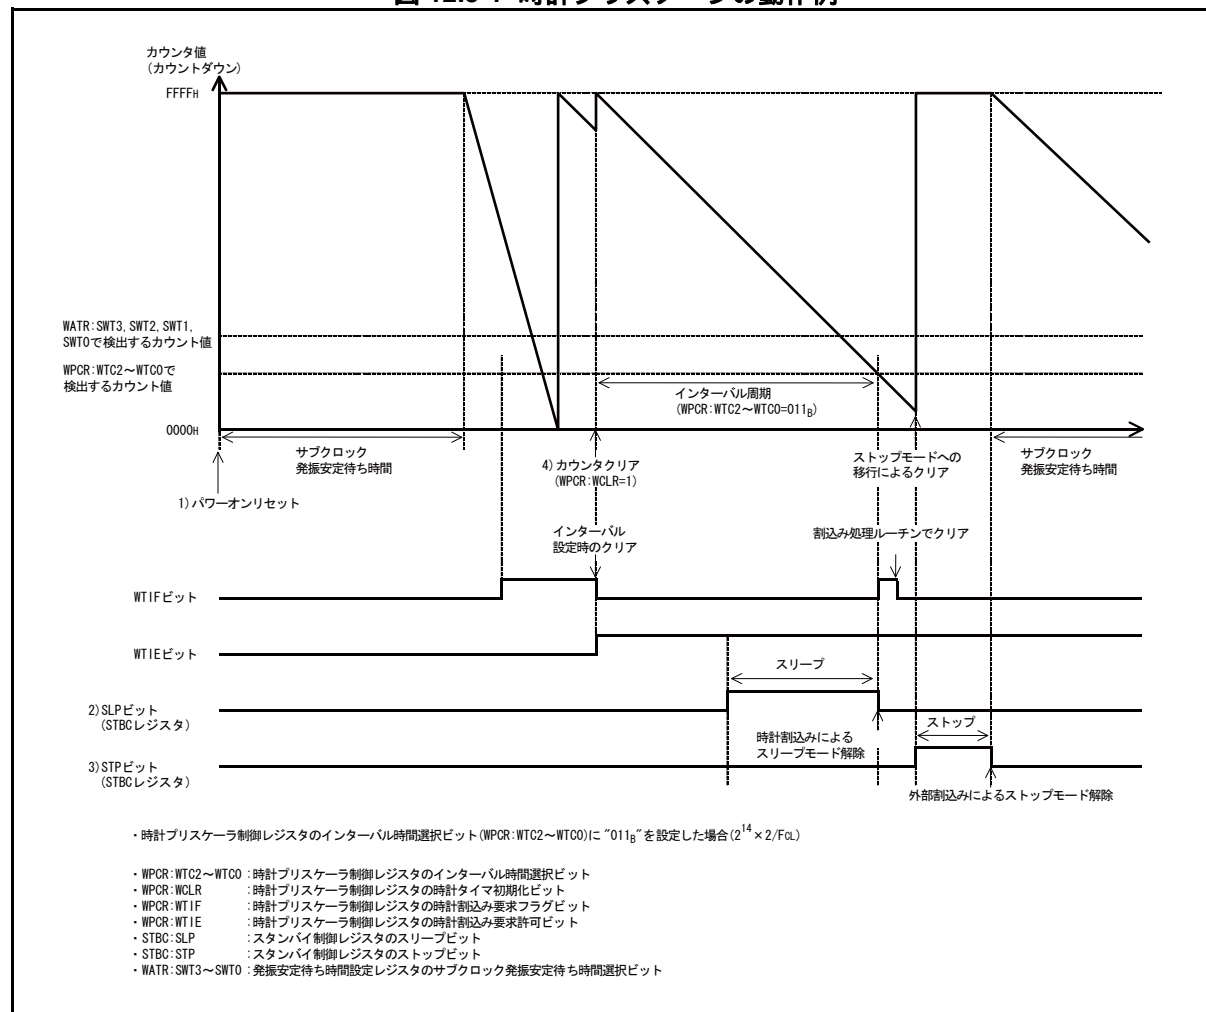 図 12.5-1 時計プリスケーラの動作例
カウンタ値
(カウントダウン)
FFFFH
WATR:SWT3, SWT2, SWT1,
SWT0で検出するカウント値
WPCR:WTC2～WTC0で
検出するカウント値
インターバル周期
(WPCR:WTC2～WTC0=011B)
0000H
サブクロック
発振安定待ち時間
4)カウンタクリア
(WPCR:WCLR=1)
ストップモードへの
移行によるクリア
サブクロック
発振安定待ち時間
1)パワーオンリセット
インターバル
設定時のクリア
割込み処理ルーチンでクリア
WTIFビット
WTIEビット
スリープ
2)SLPビット
(STBCレジスタ)
時計割込みによる
スリープモード解除
ストップ
3)STPビット
(STBCレジスタ)
外部割込みによるストップモード解除
・時計プリスケーラ制御レジスタのインターバル時間選択ビット(WPCR:WTC2～WTC0)に"011B"を設定した場合(2^14×2/FCL)
・WPCR:WTC2～WTC0:時計プリスケーラ制御レジスタのインターバル時間選択ビット
・WPCR:WCLR :時計プリスケーラ制御レジスタの時計タイマ初期化ビット
・WPCR:WTIF :時計プリスケーラ制御レジスタの時計割込み要求フラグビット
・WPCR:WTIE :時計プリスケーラ制御レジスタの時計割込み要求許可ビット
・STBC:SLP :スタンバイ制御レジスタのスリープビット
・STBC:STP :スタンバイ制御レジスタのストップビット
・WATR:SWT3～SWT0:発振安定待ち時間設定レジスタのサブクロック発振安定待ち時間選択ビット